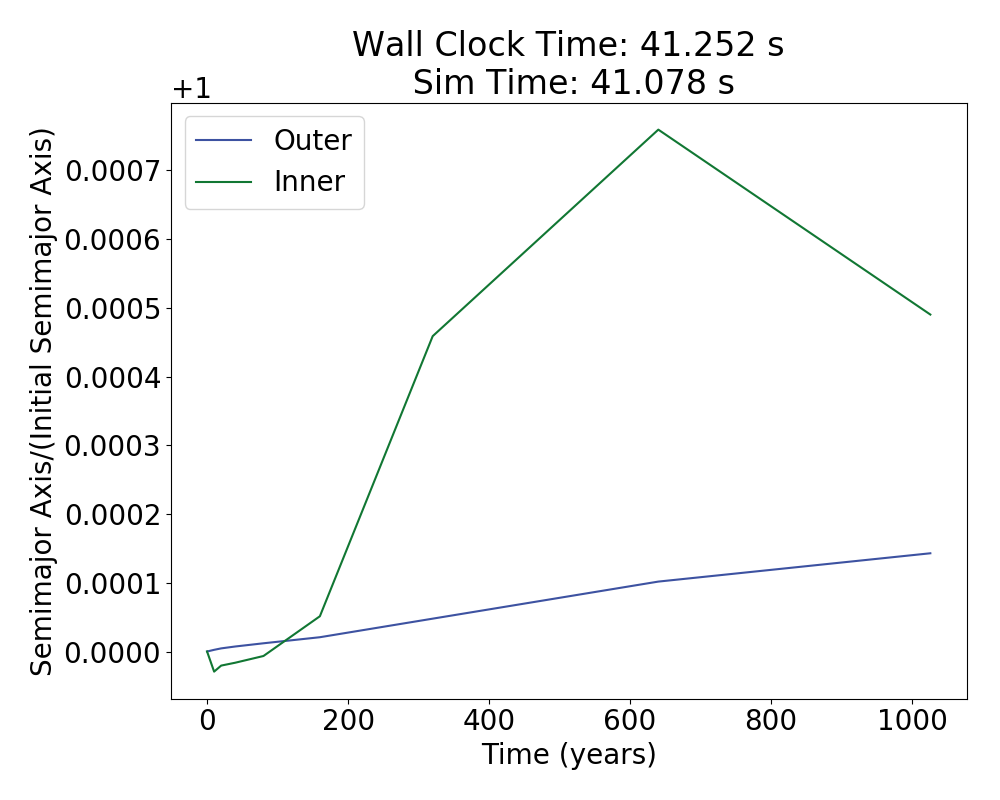 Wall Clock Time: 41.252 s
Sim Time: 41.078 s
+1
Outer
Inner
Semimajor Axis/(Initial Semimajor Axis)
0.0007
0.0006
0.0005
0.0004
0.0003
0.0002
0.0001
0.0000
0 200 400 600 800 1000
Time (years)